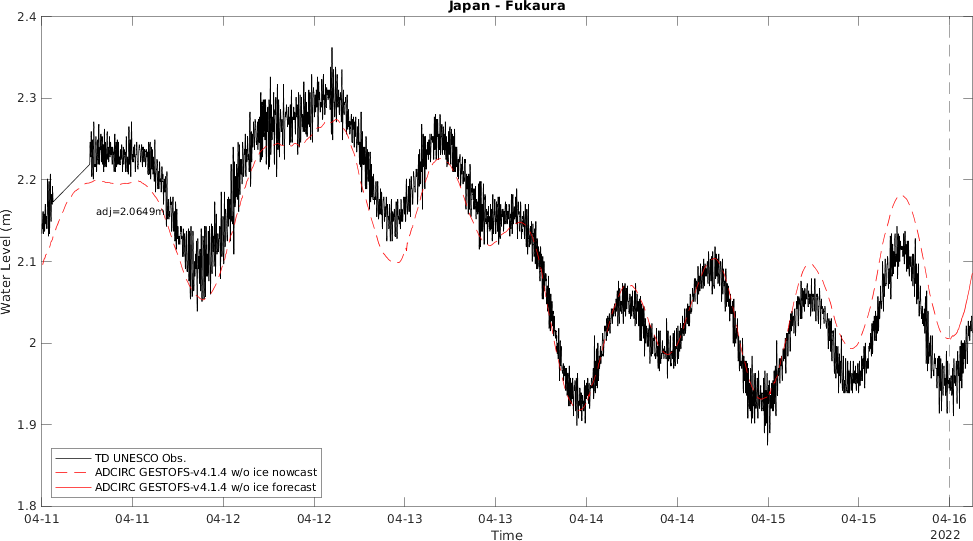 Japan - Fukaura
2.4
2.3
2.2
2.1
2
1.9
1.8
Water Level (m)
adj=2.0649m
TD UNESCO Obs.
ADCIRC GESTOFS-v4.1.4 w/o ice nowcast
ADCIRC GESTOFS-v4.1.4 w/o ice forecast
04-11 04-11 04-12 04-12 04-13 04-13 04-14 04-14 04-15 04-15 04-16
Time 2022